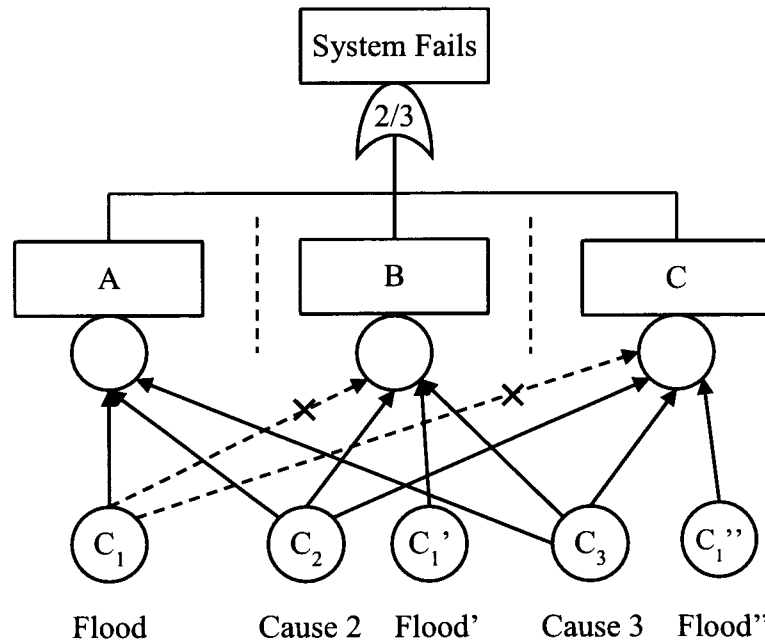 System Fails
2/3
A B C
C₁ C₂ C₁’ C₃ C₁’’
Flood Cause 2 Flood’ Cause 3 Flood’’